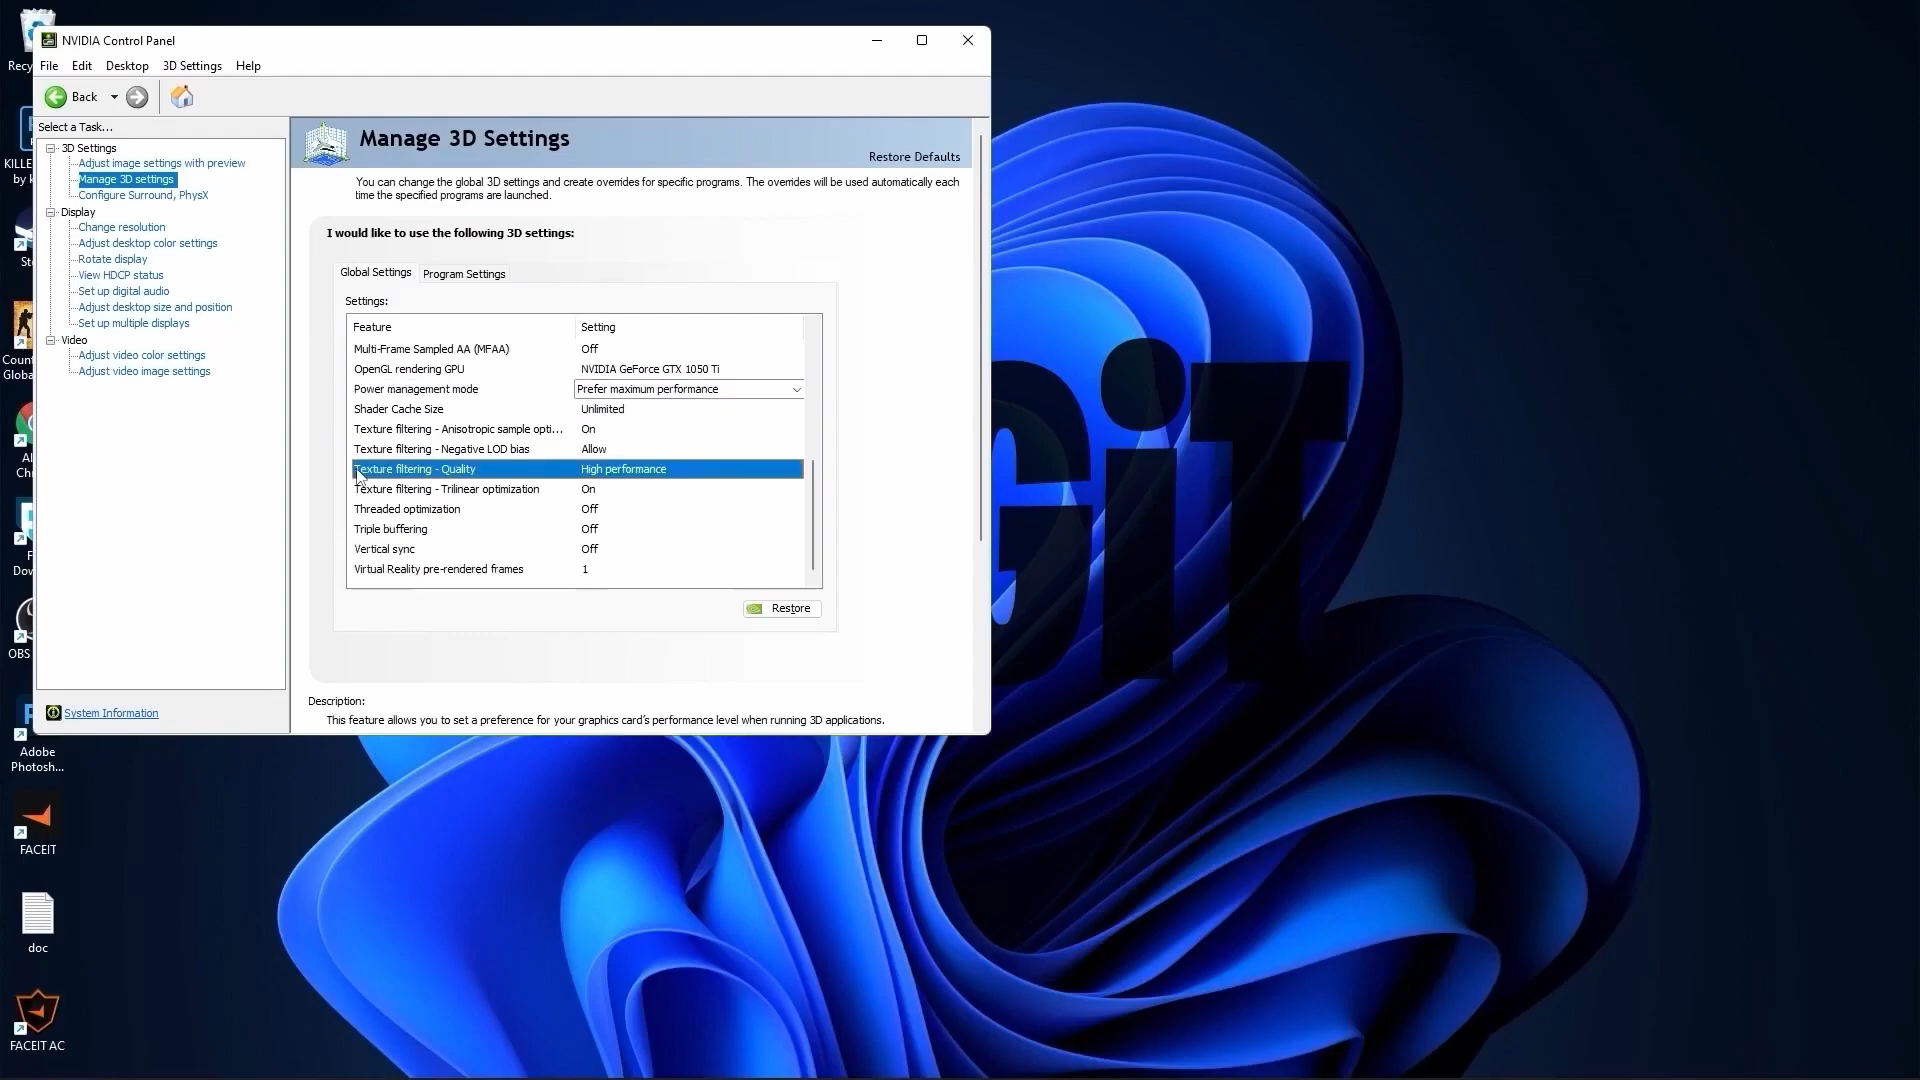 NVIDIA Control Panel
File Edit Desktop 3D Settings Help
Back
Select a Task...
3D Settings
Adjust image settings with preview
Manage 3D settings
Configure Surround, PhysX
Display
Change resolution
Adjust desktop color settings
Rotate display
View HDCP status
Set up digital audio
Adjust desktop size and position
Set up multiple displays
Video
Adjust video color settings
Adjust video image settings
System Information
Manage 3D Settings
Restore Defaults
You can change the global 3D settings and create overrides for specific programs. The overrides will be used automatically each
time the specified programs are launched.
I would like to use the following 3D settings:
Global Settings Program Settings
Settings:
Feature Setting
Multi-Frame Sampled AA (MFAA) Off
OpenGL rendering GPU NVIDIA GeForce GTX 1050 Ti
Power management mode Prefer maximum performance
Shader Cache Size Unlimited
Texture filtering - Anisotropic sample opti... On
Texture filtering - Negative LOD bias Allow
Texture filtering - Quality High performance
Texture filtering - Trilinear optimization On
Threaded optimization Off
Triple buffering Off
Vertical sync Off
Virtual Reality pre-rendered frames 1
Restore
Description:
This feature allows you to set a preference for your graphics card's performance level when running 3D applications.
Recy
KILLE
by k
St
Coun
Global
Al
Chr
F
Dow
OBS
Adobe
Photosh...
FACEIT
doc
FACEIT AC
GiT